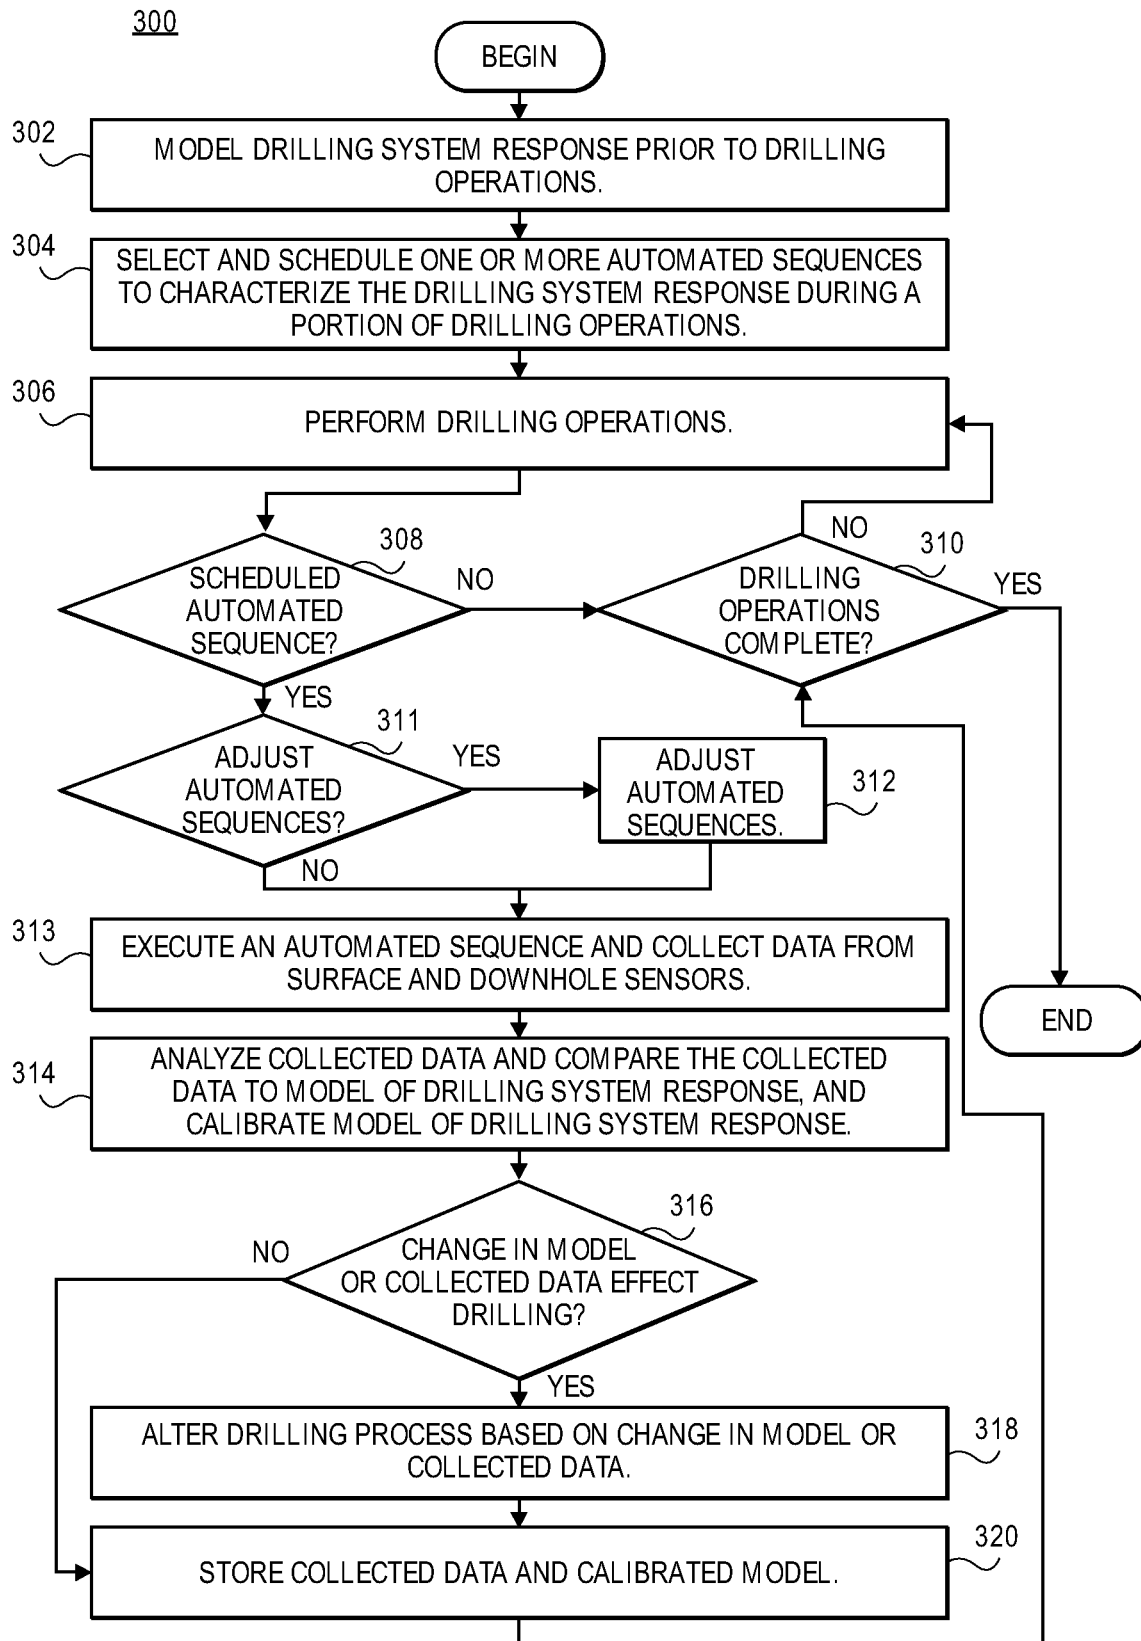 300
BEGIN
302
MODEL DRILLING SYSTEM RESPONSE PRIOR TO DRILLING
OPERATIONS.
304
SELECT AND SCHEDULE ONE OR MORE AUTOMATED SEQUENCES
TO CHARACTERIZE THE DRILLING SYSTEM RESPONSE DURING A
PORTION OF DRILLING OPERATIONS.
306
PERFORM DRILLING OPERATIONS.
308
SCHEDULED
AUTOMATED
SEQUENCE?
NO
YES
310
DRILLING
OPERATIONS
COMPLETE?
NO
YES
311
ADJUST
AUTOMATED
SEQUENCES?
YES
NO
ADJUST
AUTOMATED
SEQUENCES.
312
313
EXECUTE AN AUTOMATED SEQUENCE AND COLLECT DATA FROM
SURFACE AND DOWNHOLE SENSORS.
END
314
ANALYZE COLLECTED DATA AND COMPARE THE COLLECTED
DATA TO MODEL OF DRILLING SYSTEM RESPONSE, AND
CALIBRATE MODEL OF DRILLING SYSTEM RESPONSE.
316
CHANGE IN MODEL
OR COLLECTED DATA EFFECT
DRILLING?
NO
YES
ALTER DRILLING PROCESS BASED ON CHANGE IN MODEL OR
COLLECTED DATA.
318
STORE COLLECTED DATA AND CALIBRATED MODEL.
320